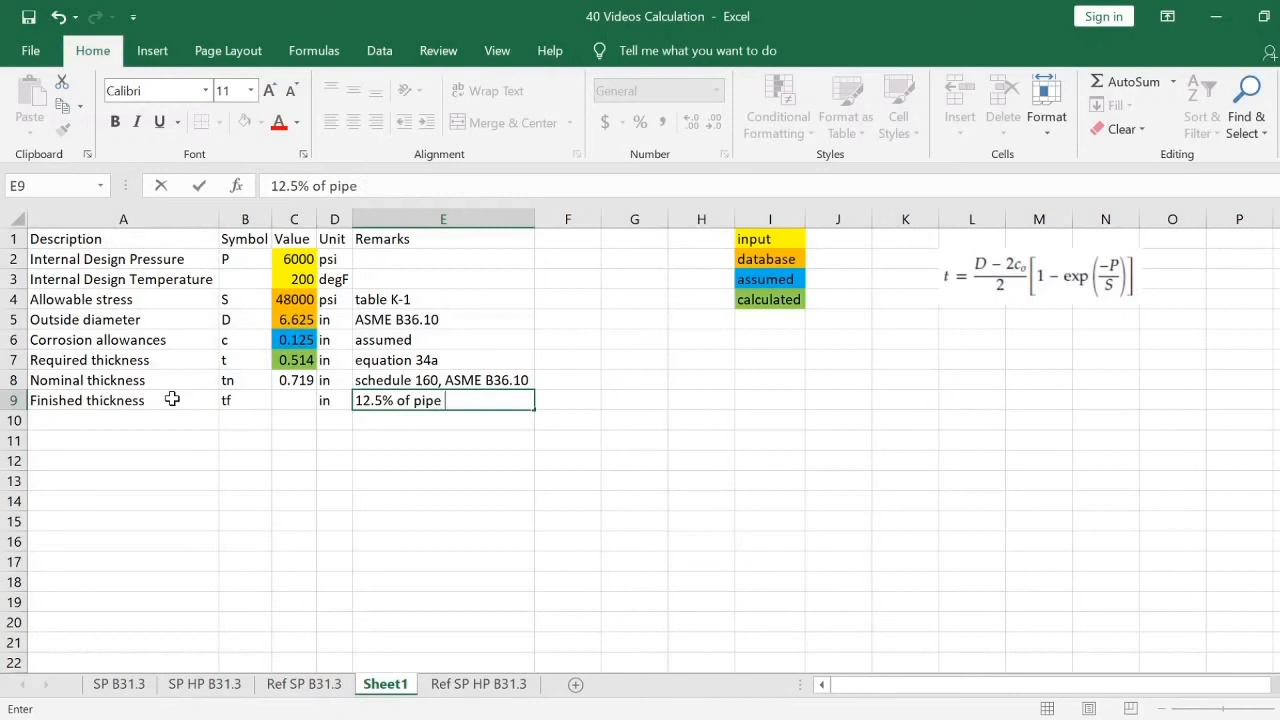 40 Videos Calculation - Excel
Sign in
File Home Insert Page Layout Formulas Data Review View Help Tell me what you want to do
Paste
Calibri 11 A A
B I U A
Wrap Text
Merge & Center
General
$ % ,
Conditional Formatting
Format as Table
Cell Styles
Insert Delete Format
AutoSum
Fill
Clear
Sort & Filter
Find & Select
Clipboard Font Alignment Number Styles Cells Editing
E9 fx 12.5% of pipe
A B C D E F G H I J K L M N O P
1 Description Symbol Value Unit Remarks input
2 Internal Design Pressure P 6000 psi database
3 Internal Design Temperature 200 degF assumed
4 Allowable stress S 48000 psi table K-1 calculated
5 Outside diameter D 6.625 in ASME B36.10
6 Corrosion allowances c 0.125 in assumed
7 Required thickness t 0.514 in equation 34a
8 Nominal thickness tn 0.719 in schedule 160, ASME B36.10
9 Finished thickness tf in 12.5% of pipe
10
11
12
13
14
15
16
17
18
19
20
21
22
t = D − 2c₀ / 2 [1 − exp (−P / S)]
SP B31.3 SP HP B31.3 Ref SP B31.3 Sheet1 Ref SP HP B31.3
Enter